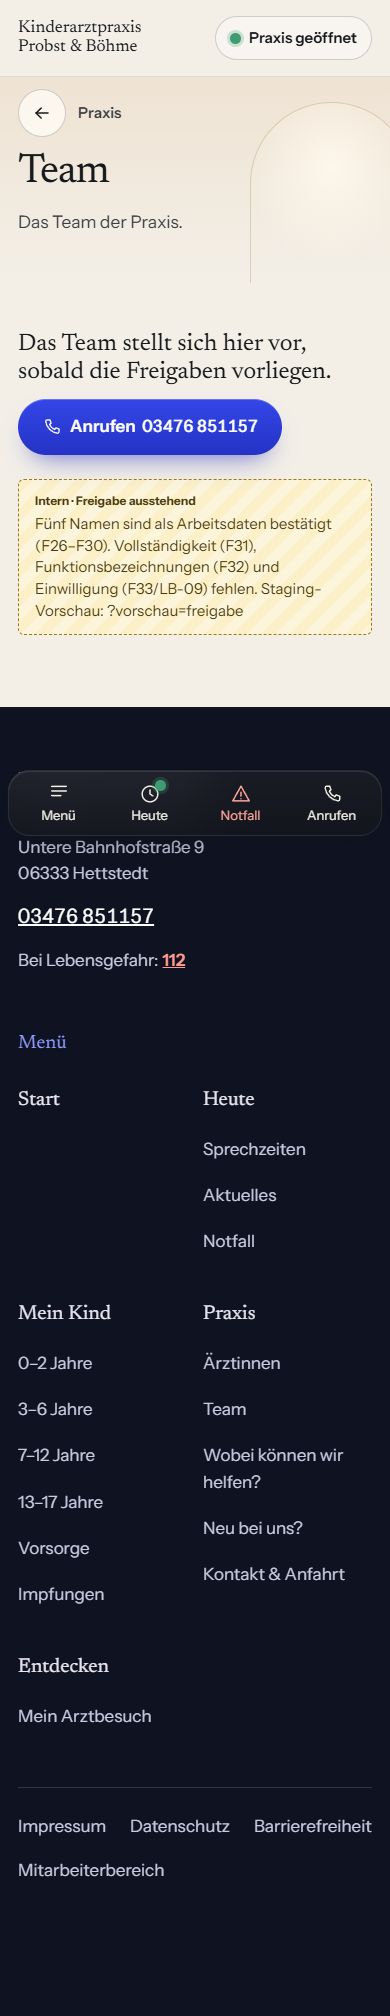 Kinderarztpraxis
Probst & Böhme
Praxis geöffnet
Praxis
Team
Das Team der Praxis.
Das Team stellt sich hier vor,
sobald die Freigaben vorliegen.
Anrufen 03476 851157
Intern · Freigabe ausstehend
Fünf Namen sind als Arbeitsdaten bestätigt
(F26–F30). Vollständigkeit (F31),
Funktionsbezeichnungen (F32) und
Einwilligung (F33/LB-09) fehlen. Staging-
Vorschau: ?vorschau=freigabe
Menü
Heute
Notfall
Anrufen
Untere Bahnhofstraße 9
06333 Hettstedt
03476 851157
Bei Lebensgefahr: 112
Menü
Start
Heute
Sprechzeiten
Aktuelles
Notfall
Mein Kind
0–2 Jahre
3–6 Jahre
7–12 Jahre
13–17 Jahre
Vorsorge
Impfungen
Praxis
Ärztinnen
Team
Wobei können wir
helfen?
Neu bei uns?
Kontakt & Anfahrt
Entdecken
Mein Arztbesuch
Impressum Datenschutz Barrierefreiheit
Mitarbeiterbereich